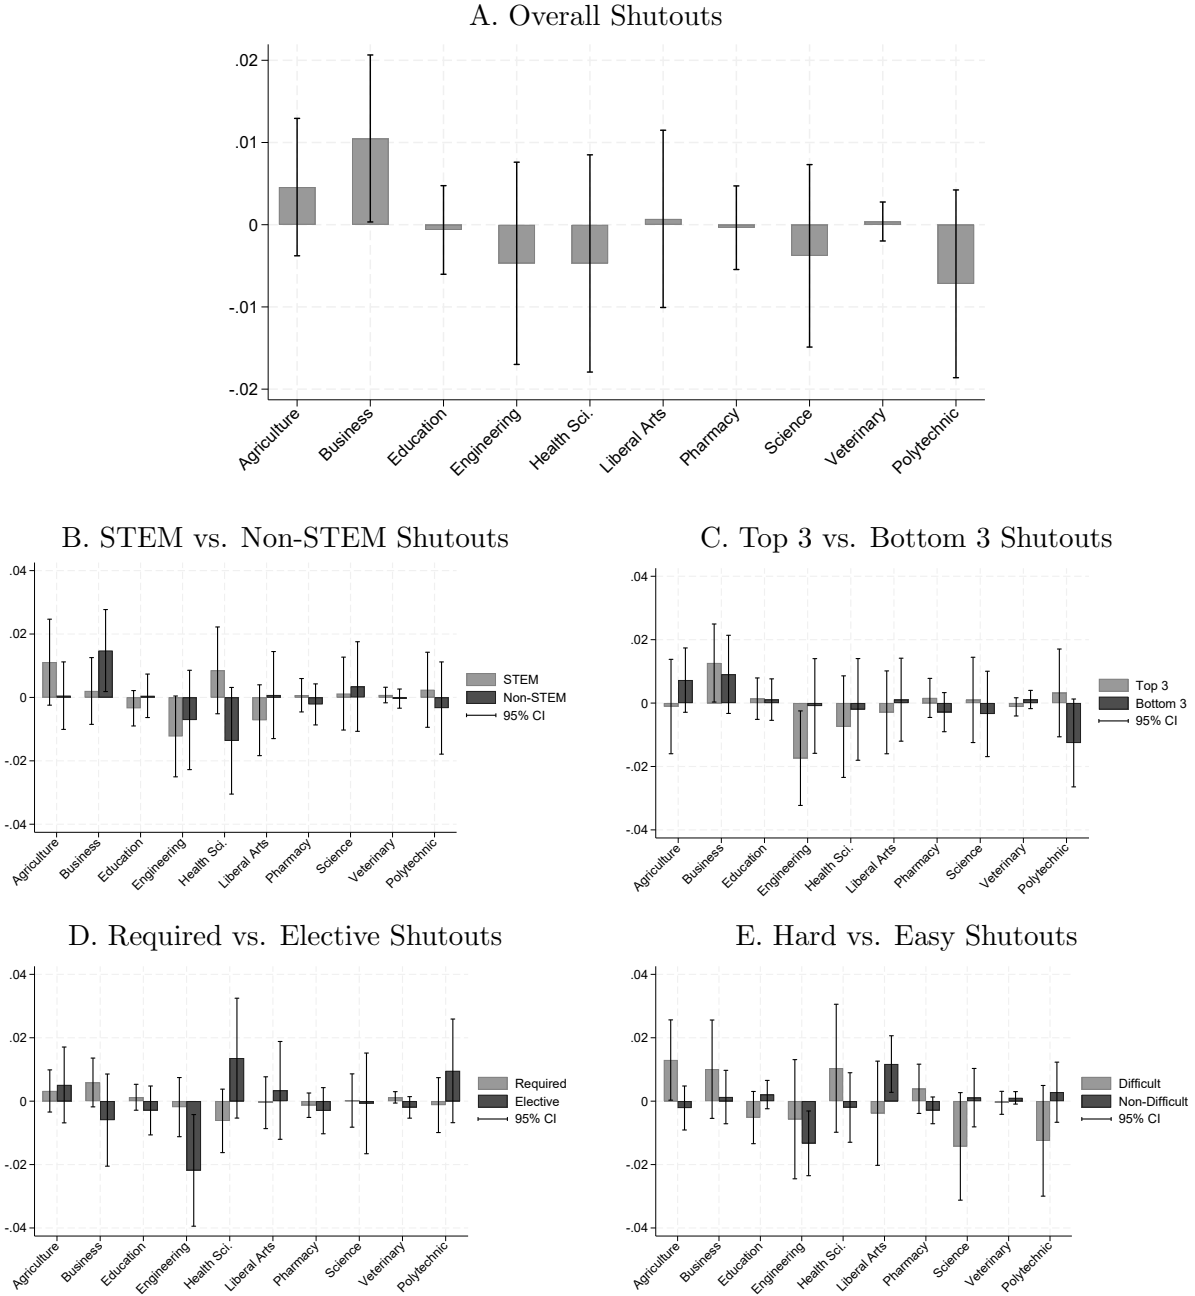 A. Overall Shutouts
.02
.01
0
-.01
-.02
Agriculture
Business
Education
Engineering
Health Sci.
Liberal Arts
Pharmacy
Science
Veterinary
Polytechnic
B. STEM vs. Non-STEM Shutouts
.04
.02
0
-.02
-.04
Agriculture
Business
Education
Engineering
Health Sci.
Liberal Arts
Pharmacy
Science
Veterinary
Polytechnic
STEM
Non-STEM
95% CI
C. Top 3 vs. Bottom 3 Shutouts
.04
.02
0
-.02
-.04
Agriculture
Business
Education
Engineering
Health Sci.
Liberal Arts
Pharmacy
Science
Veterinary
Polytechnic
Top 3
Bottom 3
95% CI
D. Required vs. Elective Shutouts
.04
.02
0
-.02
-.04
Agriculture
Business
Education
Engineering
Health Sci.
Liberal Arts
Pharmacy
Science
Veterinary
Polytechnic
Required
Elective
95% CI
E. Hard vs. Easy Shutouts
.04
.02
0
-.02
-.04
Agriculture
Business
Education
Engineering
Health Sci.
Liberal Arts
Pharmacy
Science
Veterinary
Polytechnic
Difficult
Non-Difficult
95% CI